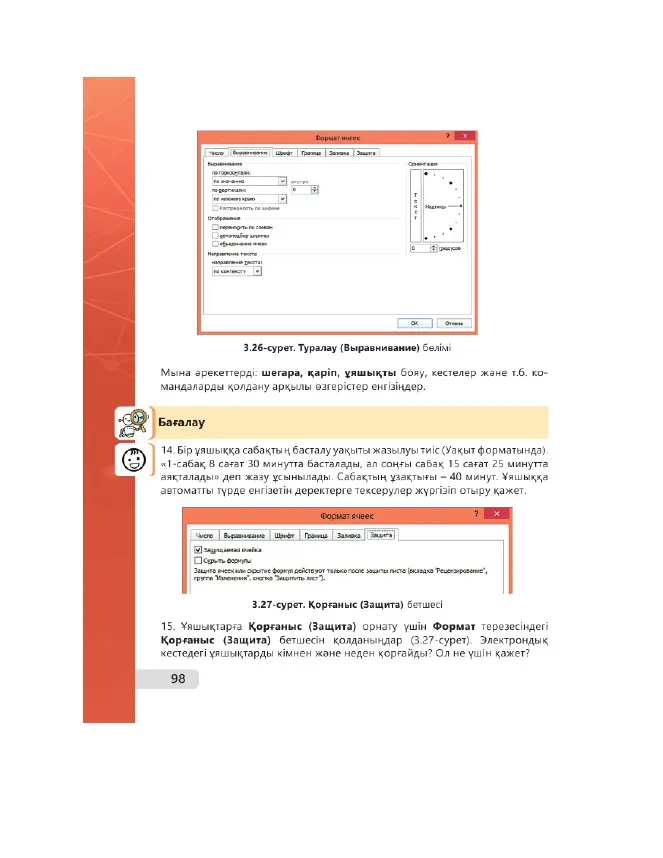 Формат ячеек
?
x
Число
Выравнивание
Шрифт
Граница
Заливка
Защита
Выравнивание
по горизонтали:
по значению
отступ:
по вертикали:
0
по нижнему краю
Распределять по ширине
Отображение
переносить по словам
автоподбор ширины
объединение ячеек
Направление текста
направление текста:
по контексту
Ориентация
Текст
Надпись
0
градусов
ОК
Отмена
3.26-сурет. Туралау (Выравнивание) бөлімі
Мына әрекеттерді: шегара, қаріп, ұяшықты бояу, кестелер және т.б. ко-
мандаларды қолдану арқылы өзгерістер енгізіңдер.
Бағалау
14. Бір ұяшыққа сабақтың басталу уақыты жазылуы тиіс (Уақыт форматында).
«1-сабақ 8 сағат 30 минутта басталады, ал соңғы сабақ 15 сағат 25 минутта
аяқталады» деп жазу ұсынылады. Сабақтың ұзақтығы – 40 минут. Ұяшыққа
автоматты түрде енгізетін деректерге тексерулер жүргізіп отыру қажет.
Формат ячеек
?
x
Число
Выравнивание
Шрифт
Граница
Заливка
Защита
Защищаемая ячейка
Скрыть формулы
Защита ячеек или скрытие формул действуют только после защиты листа (вкладка "Рецензирование",
группа "Изменения", кнопка "Защитить лист").
3.27-сурет. Қорғаныс (Защита) бетшесі
15. Ұяшықтарға Қорғаныс (Защита) орнату үшін Формат терезесіндегі
Қорғаныс (Защита) бетшесін қолданыңдар (3.27-сурет). Электрондық
кестедегі ұяшықтарды кімнен және неден қорғайды? Ол не үшін қажет?
98